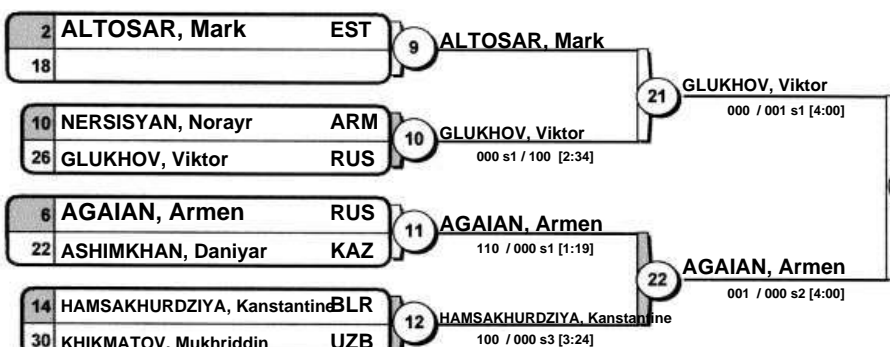 2 ALTOSAR, Mark EST
18
9 ALTOSAR, Mark
10 NERSISYAN, Norayr ARM
26 GLUKHOV, Viktor RUS
10 GLUKHOV, Viktor
000 s1 / 100 [2:34]
21 GLUKHOV, Viktor
000 / 001 s1 [4:00]
6 AGAIAN, Armen RUS
22 ASHIMKHAN, Daniyar KAZ
11 AGAIAN, Armen
110 / 000 s1 [1:19]
22 AGAIAN, Armen
001 / 000 s2 [4:00]
14 HAMSAKHURDZIYA, Kanstantine BLR
30 KHIKMATOV, Mukhriddin UZB
12 HAMSAKHURDZIYA, Kanstantine
100 / 000 s3 [3:24]